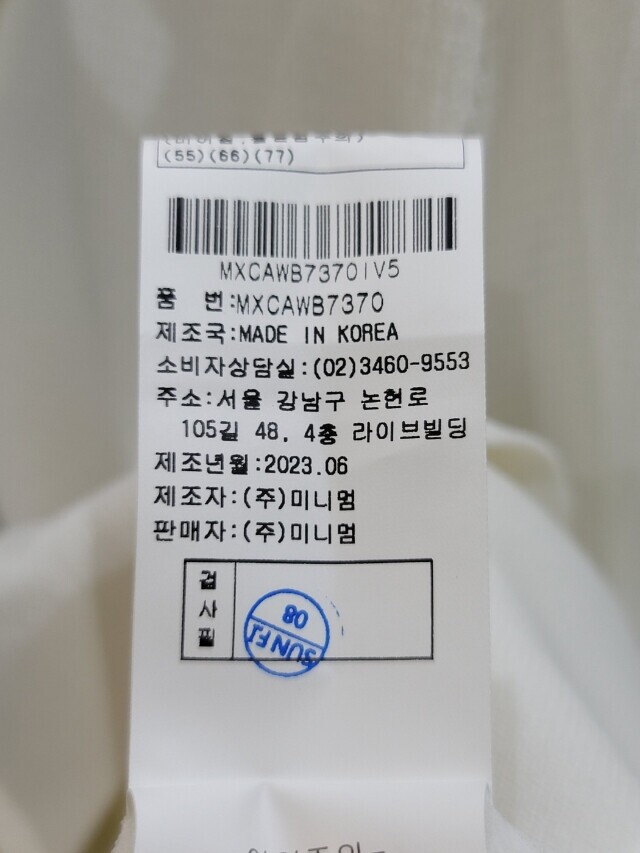 (55)(66)(77)
MXCAWB7370IV5
품 번:MXCAWB7370
제조국:MADE IN KOREA
소비자상담실:(02)3460-9553
주소:서울 강남구 논현로
105길 48, 4층 라이브빌딩
제조년월:2023.06
제조자:(주)미니멈
판매자:(주)미니멈
검사필
08
SUNFI